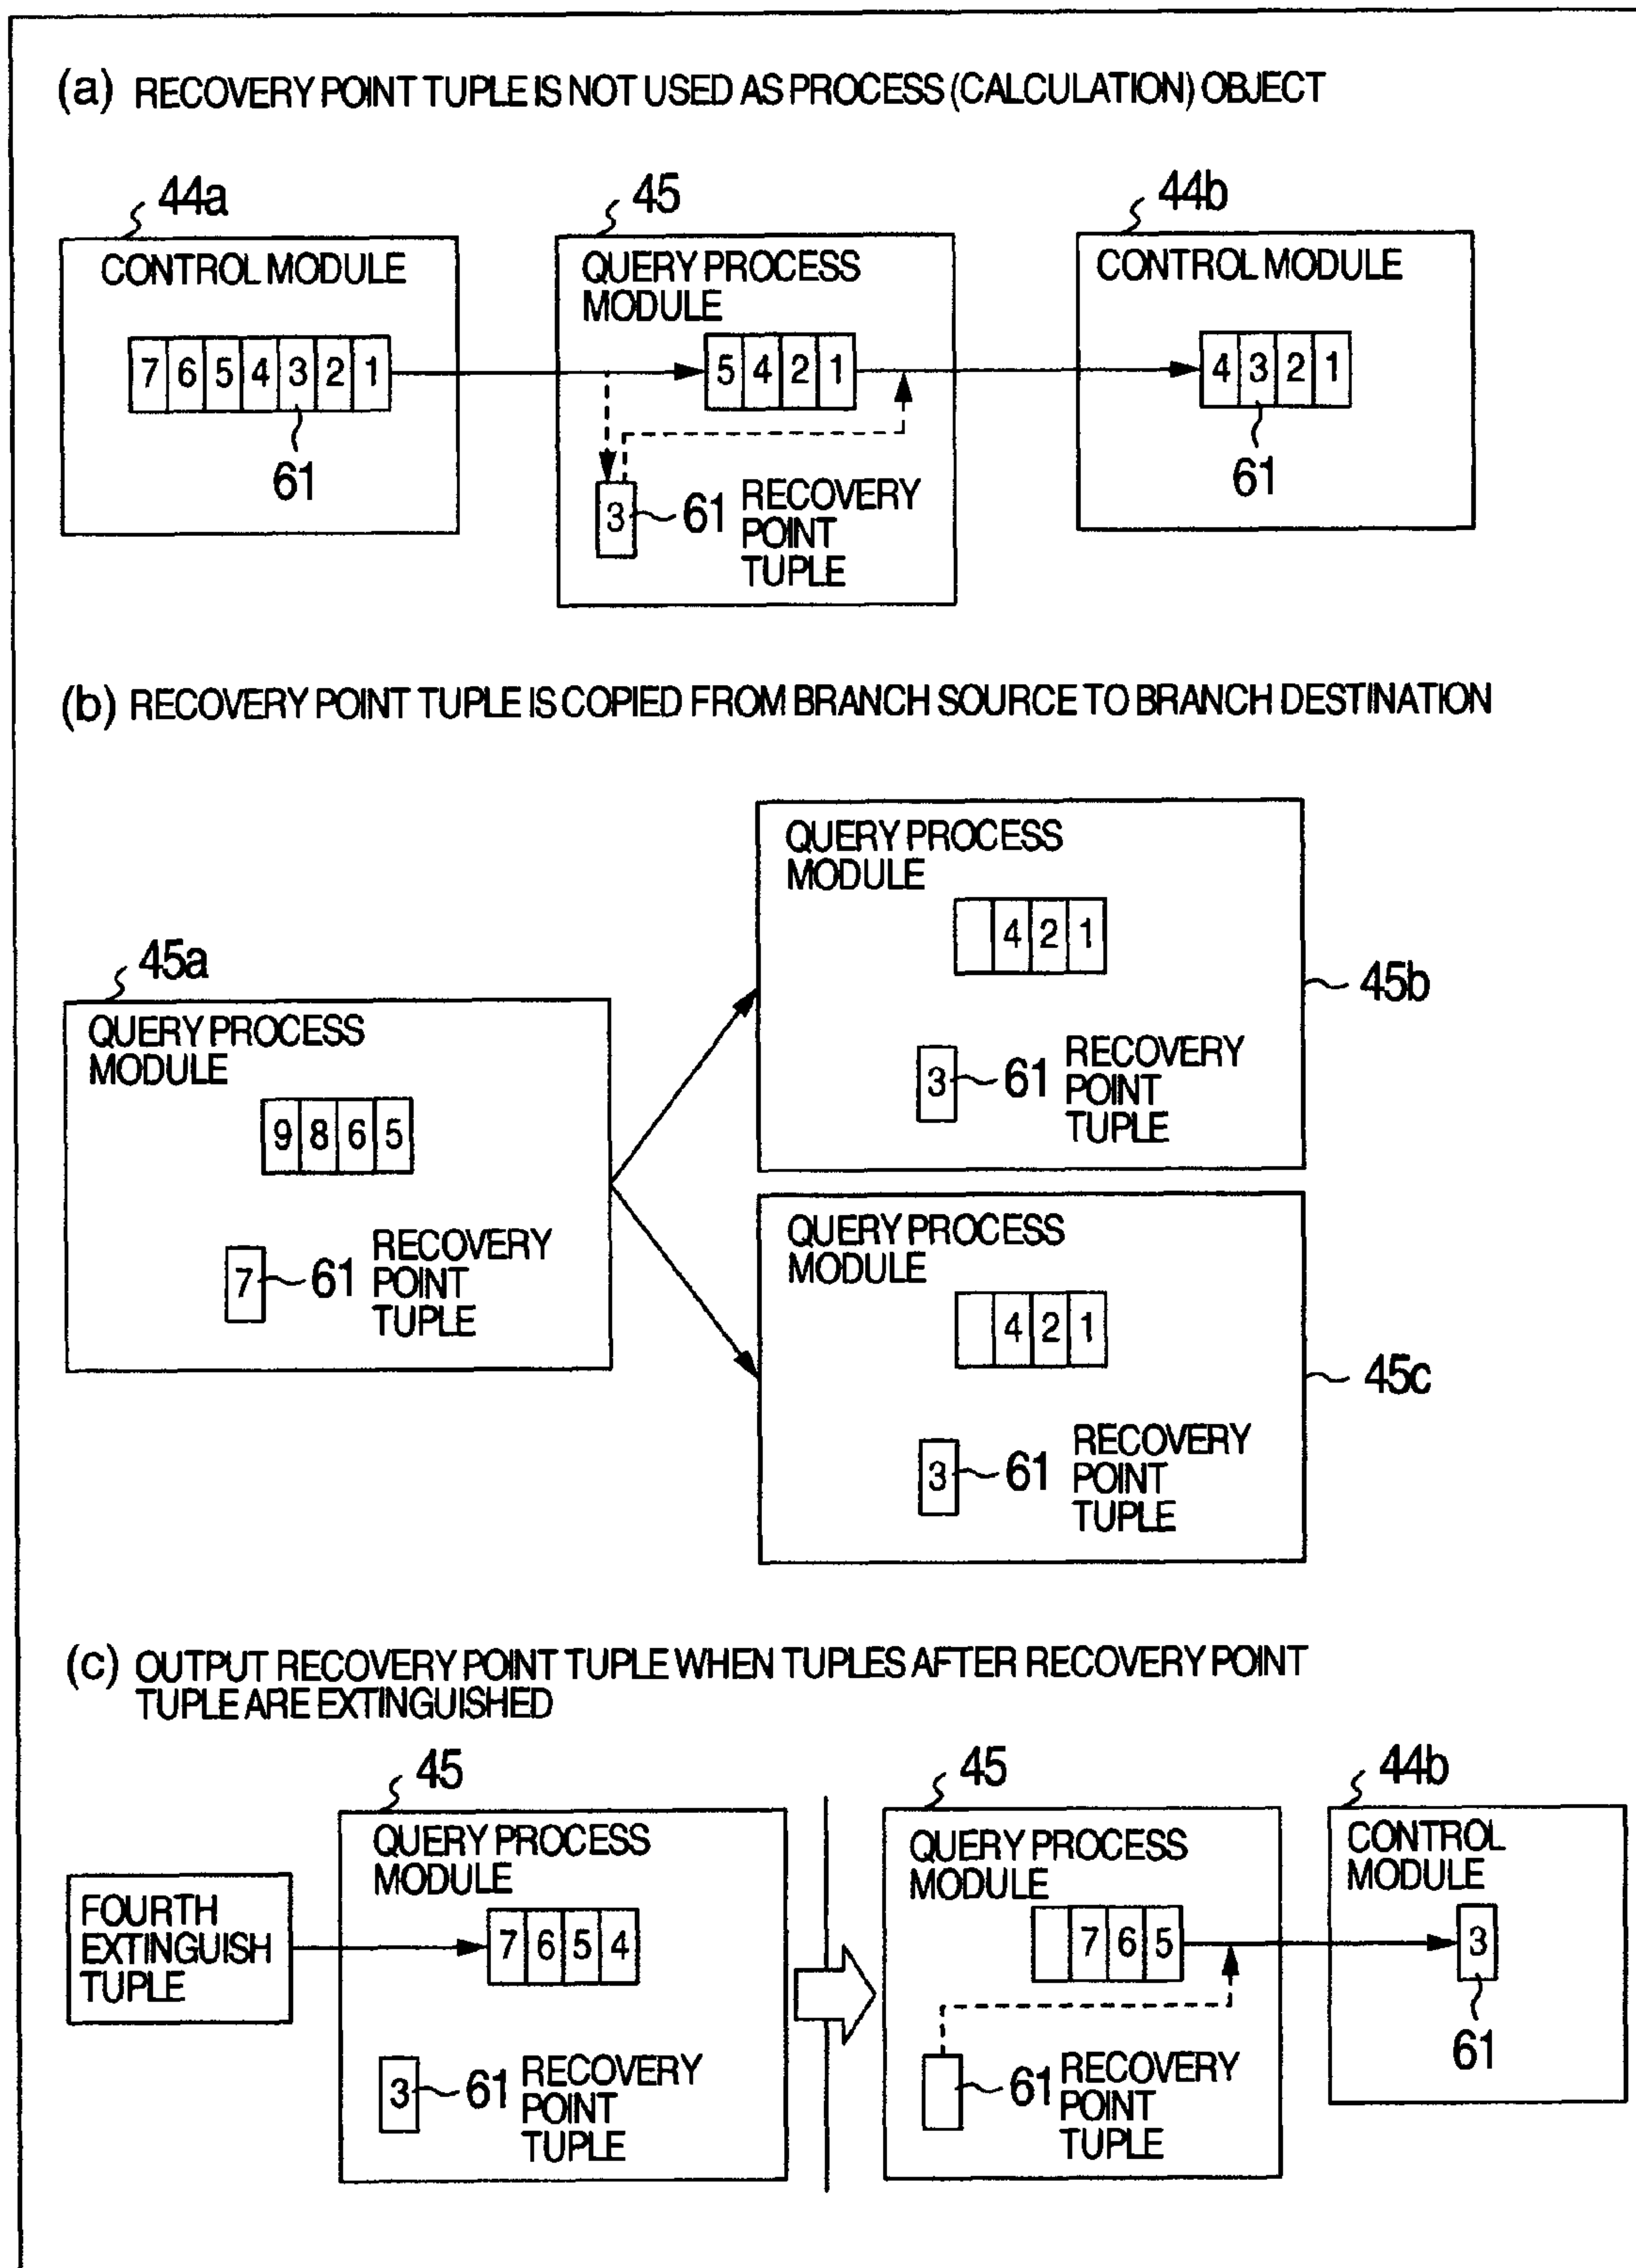 (a) RECOVERY POINT TUPLE IS NOT USED AS PROCESS (CALCULATION) OBJECT
44a
45
44b
CONTROL MODULE
7 6 5 4 3 2 1
61
QUERY PROCESS
MODULE
5 4 2 1
3
61
RECOVERY
POINT
TUPLE
CONTROL MODULE
4 3 2 1
61
(b) RECOVERY POINT TUPLE IS COPIED FROM BRANCH SOURCE TO BRANCH DESTINATION
45a
QUERY PROCESS
MODULE
9 8 6 5
7
61
RECOVERY
POINT
TUPLE
QUERY PROCESS
MODULE
4 2 1
45b
3
61
RECOVERY
POINT
TUPLE
QUERY PROCESS
MODULE
4 2 1
45c
3
61
RECOVERY
POINT
TUPLE
(c) OUTPUT RECOVERY POINT TUPLE WHEN TUPLES AFTER RECOVERY POINT
TUPLE ARE EXTINGUISHED
45
45
44b
FOURTH
EXTINGUISH
TUPLE
QUERY PROCESS
MODULE
7 6 5 4
3
61
RECOVERY
POINT
TUPLE
QUERY PROCESS
MODULE
7 6 5
61
RECOVERY
POINT
TUPLE
CONTROL
MODULE
3
61